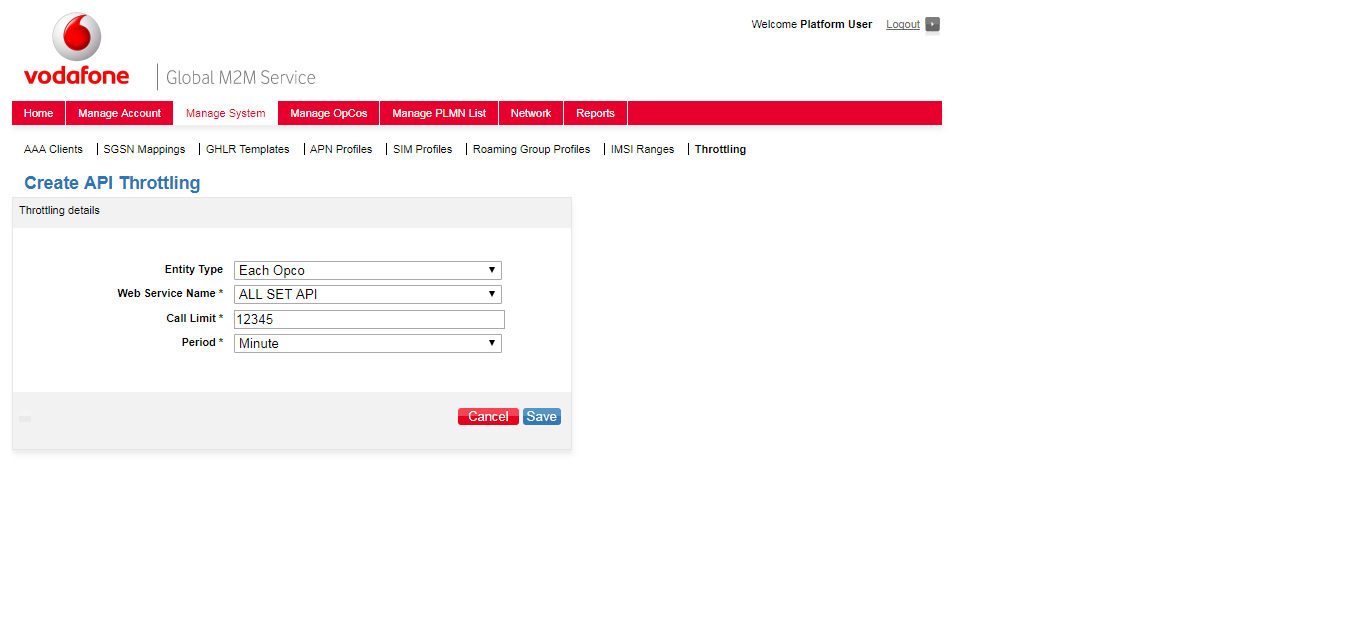 Welcome Platform User Logout
vodafone Global M2M Service
Home Manage Account Manage System Manage OpCos Manage PLMN List Network Reports
AAA Clients SGSN Mappings GHLR Templates APN Profiles SIM Profiles Roaming Group Profiles IMSI Ranges Throttling
Create API Throttling
Throttling details
Entity Type Each Opco
Web Service Name * ALL SET API
Call Limit * 12345
Period * Minute
Cancel Save